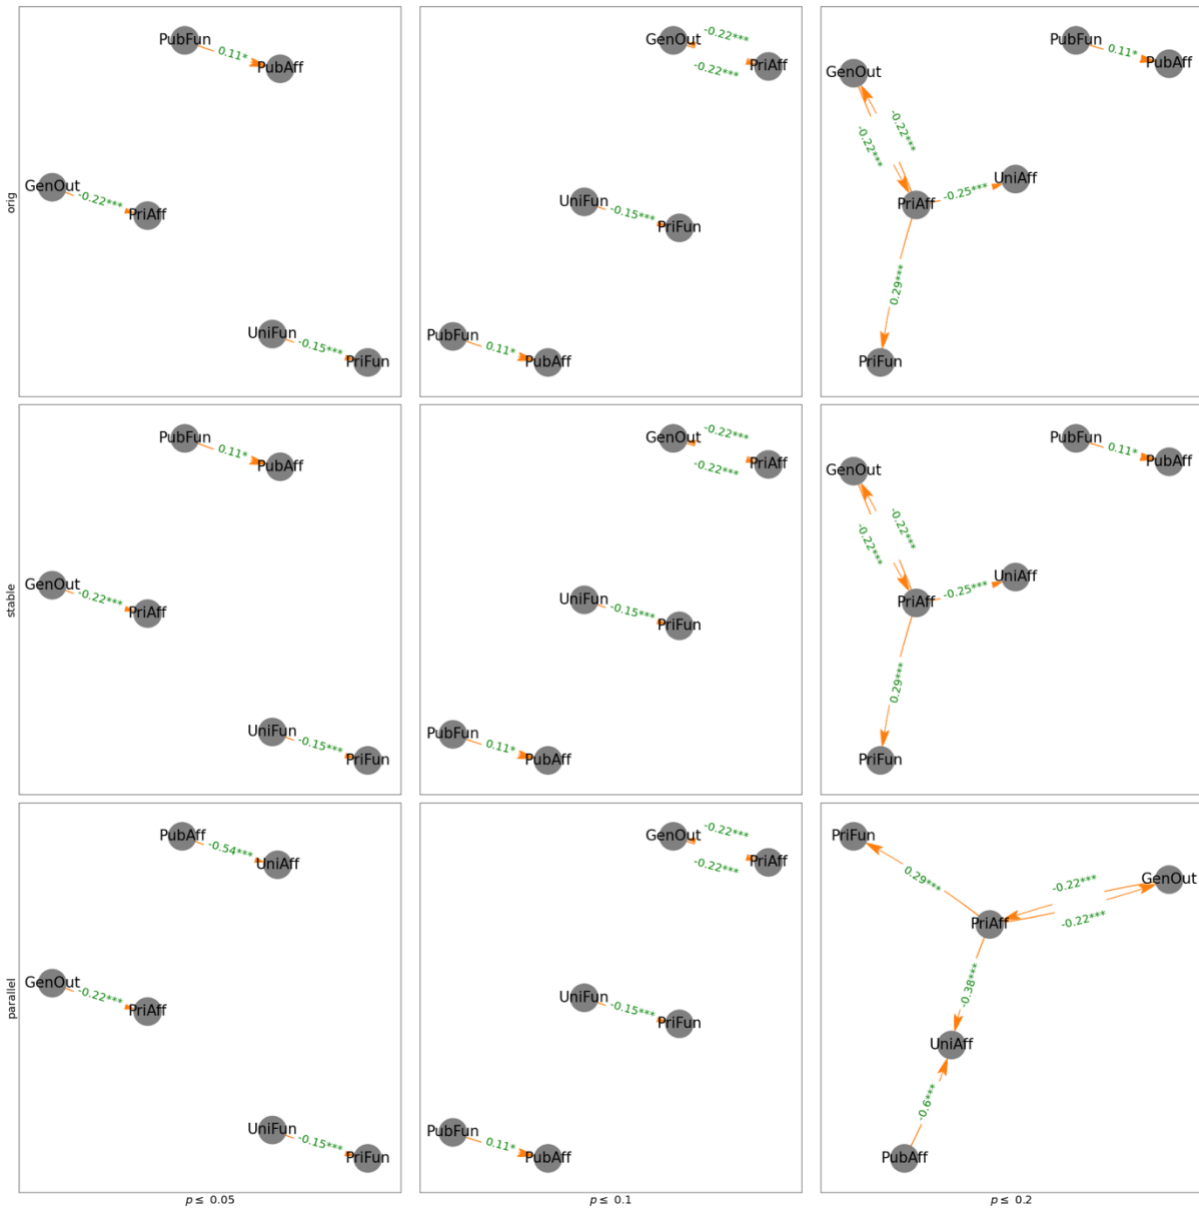 PubFun
0.11*
PubAff
GenOut
-0.22***
PriAff
UniFun
-0.15***
PriFun
orig
GenOut
-0.22***
-0.22***
PriAff
UniFun
-0.15***
PriFun
PubFun
0.11*
PubAff
PubFun
0.11*
PubAff
GenOut
-0.22***
-0.22***
UniAff
-0.25***
PriAff
0.29***
PriFun
PubFun
0.11*
PubAff
GenOut
-0.22***
PriAff
UniFun
-0.15***
PriFun
stable
GenOut
-0.22***
-0.22***
PriAff
UniFun
-0.15***
PriFun
PubFun
0.11*
PubAff
PubFun
0.11*
PubAff
GenOut
-0.22***
-0.22***
UniAff
-0.25***
PriAff
0.29***
PriFun
PubAff
-0.54***
UniAff
GenOut
-0.22***
PriAff
UniFun
-0.15***
PriFun
parallel
p ≤ 0.05
GenOut
-0.22***
-0.22***
PriAff
UniFun
-0.15***
PriFun
PubFun
0.11*
PubAff
p ≤ 0.1
PriFun
0.29***
-0.22***
GenOut
-0.22***
PriAff
-0.38***
UniAff
-0.6***
PubAff
p ≤ 0.2